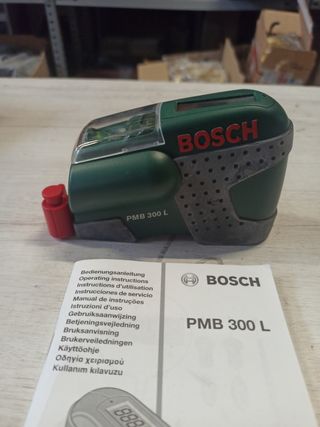 BOSCH
PMB 300 L
Bedienungsanleitung
Operating instructions
Instructions d'utilisation
Instrucciones de servicio
Manual de instruções
Istruzioni d'uso
Gebruiksaanwijzing
Betjeningsvejledning
Bruksanvisning
Brukerveiledningen
Käyttöohje
Οδηγία χειρισμού
Kullanım kılavuzu
BOSCH
PMB 300 L